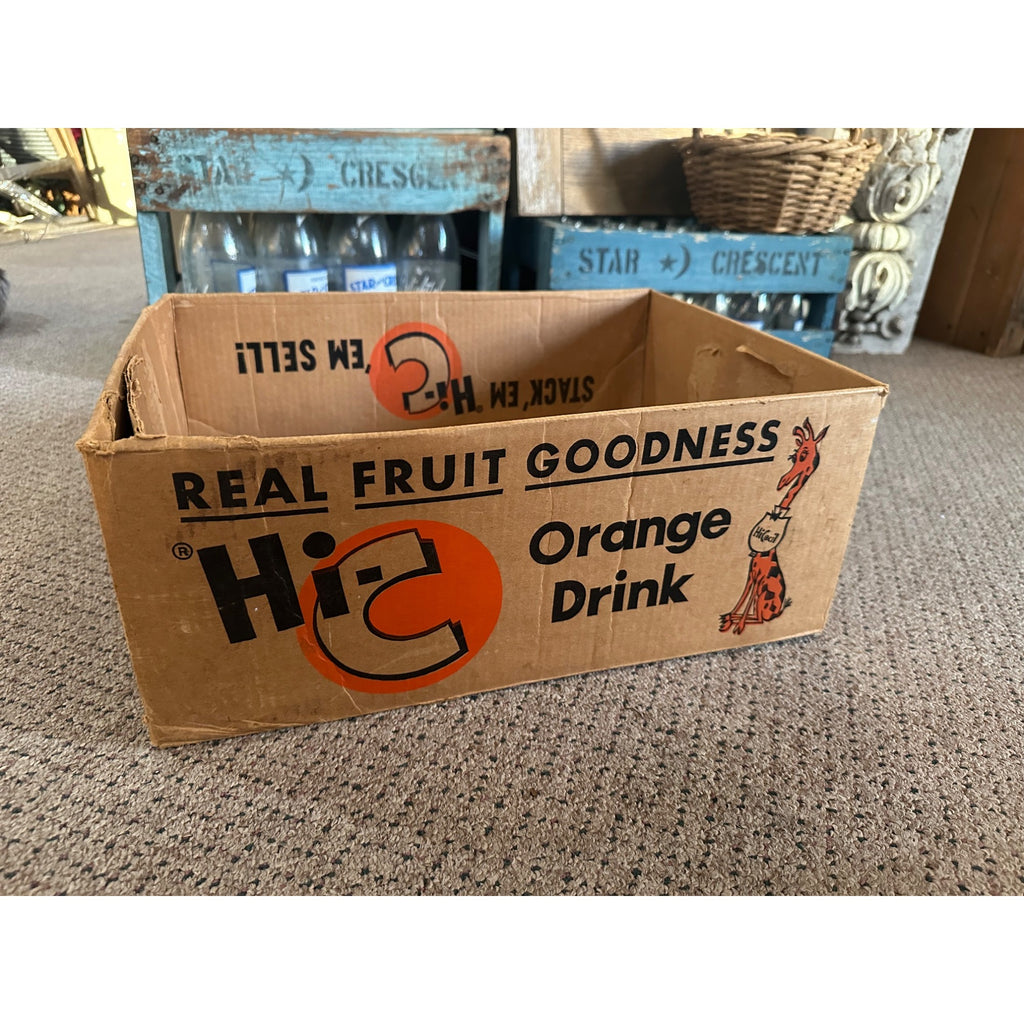 STAR CRESCENT
STAR CRESCENT
STACK 'EM Hi-C 'EM SELL!
REAL FRUIT GOODNESS
® Hi-C
Orange
Drink